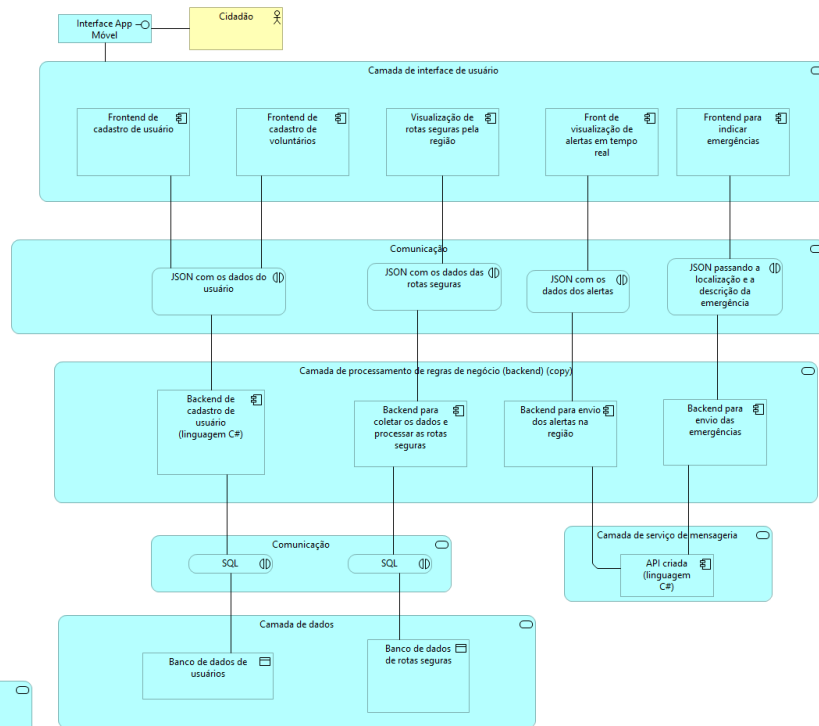 Interface App
Móvel
Cidadão
Camada de interface de usuário
Frontend de
cadastro de usuário
Frontend de
cadastro de
voluntários
Visualização de
rotas seguras pela
região
Front de
visualização de
alertas em tempo
real
Frontend para
indicar
emergências
Comunicação
JSON com os dados do
usuário
JSON com os dados das
rotas seguras
JSON com os
dados dos alertas
JSON passando a
localização e a
descrição da
emergência
Camada de processamento de regras de negócio (backend) (copy)
Backend de
cadastro de
usuário
(linguagem C#)
Backend para
coletar os dados e
processar as rotas
seguras
Backend para envio
dos alertas na
região
Backend para
envio das
emergências
Comunicação
SQL
SQL
Camada de serviço de mensageria
API criada
(linguagem
C#)
Camada de dados
Banco de dados de
usuários
Banco de dados
de rotas seguras